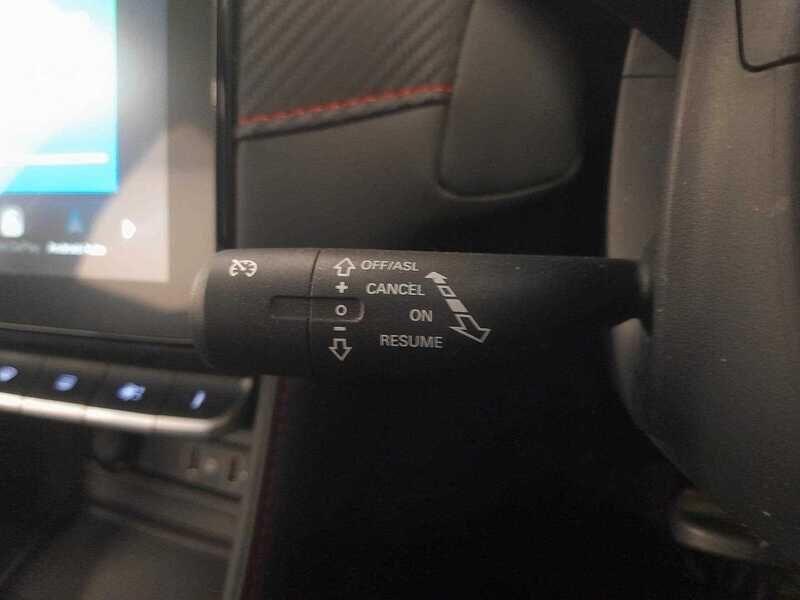 OFF/ASL
+ CANCEL
O ON
− RESUME